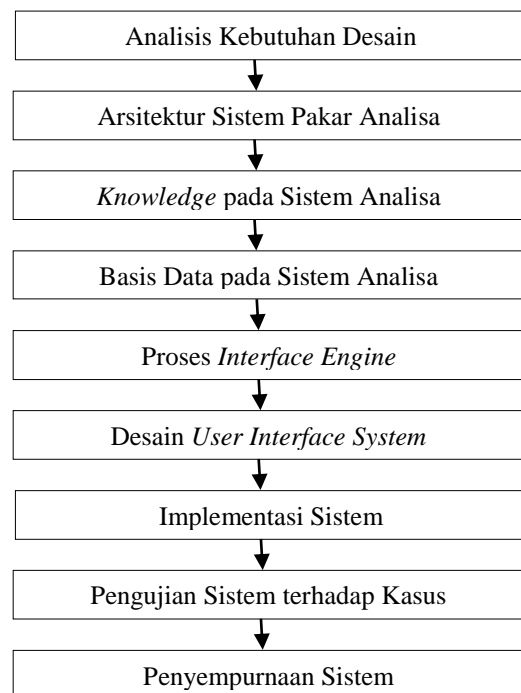 Analisis Kebutuhan Desain
Arsitektur Sistem Pakar Analisa
Knowledge pada Sistem Analisa
Basis Data pada Sistem Analisa
Proses Interface Engine
Desain User Interface System
Implementasi Sistem
Pengujian Sistem terhadap Kasus
Penyempurnaan Sistem